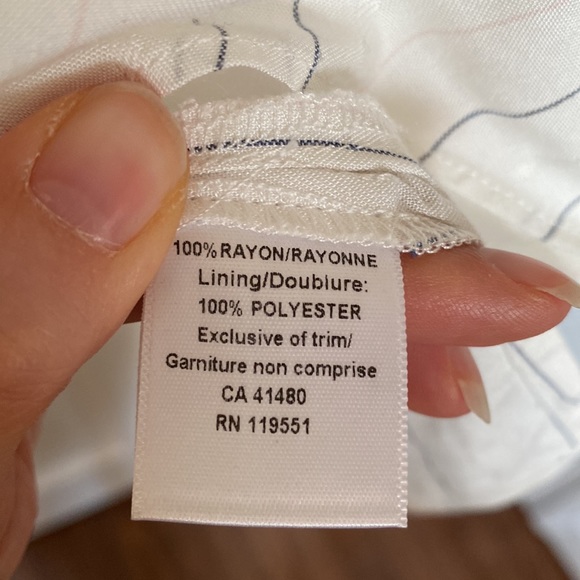 100% RAYON/RAYONNE
Lining/Doublure:
100% POLYESTER
Exclusive of trim/
Garniture non comprise
CA 41480
RN 119551